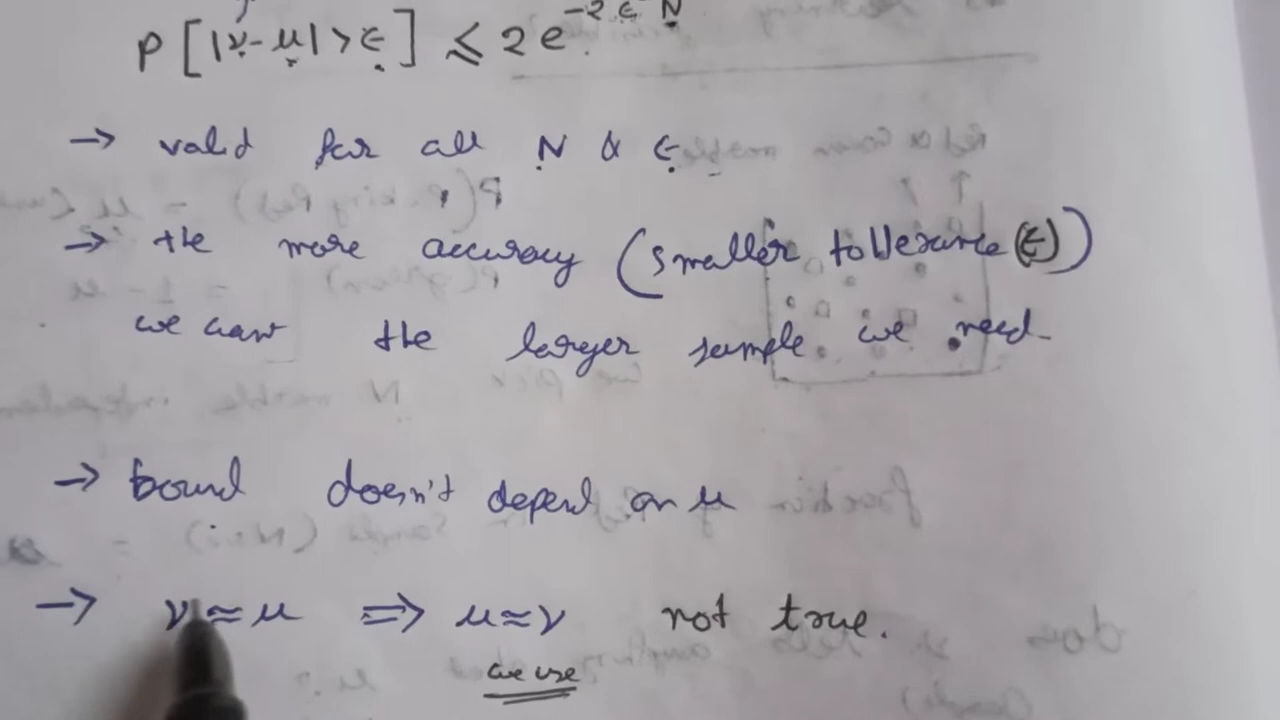 P [|ν-μ| > ϵ] ⩽ 2e^-2ϵ²N
→ valid for all N & ϵ
→ the more accuracy (smaller tollerance (ϵ))
we want the larger sample we need
→ bound doesn't depend on μ
→ ν≈μ ⇒ μ≈ν not true.
we use